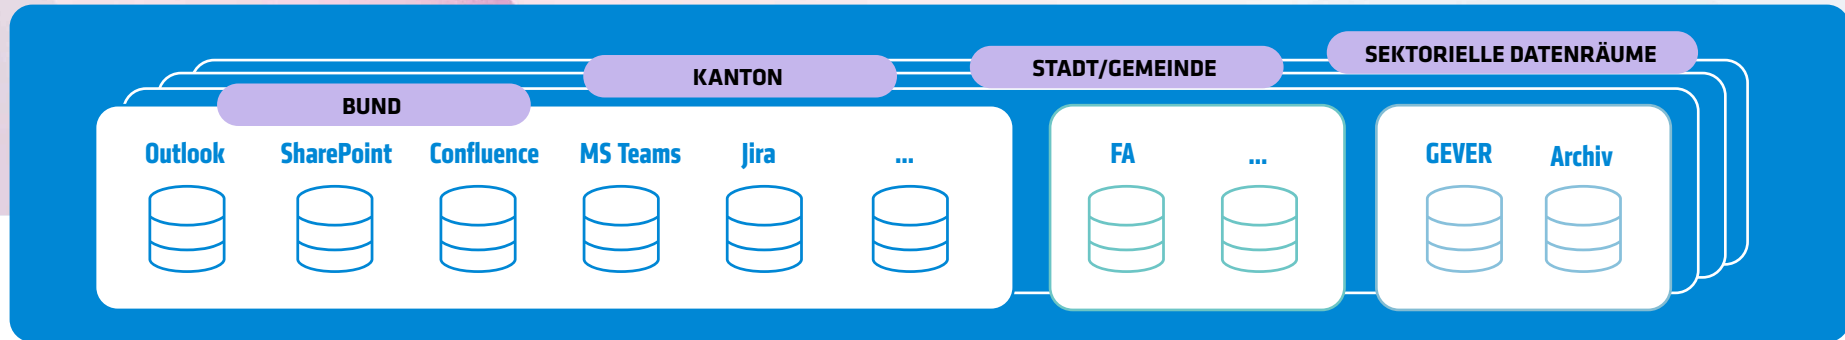 SEKTORIELLE DATENRÄUME
STADT/GEMEINDE
KANTON
BUND
Outlook SharePoint Confluence MS Teams Jira ... FA ... GEVER Archiv